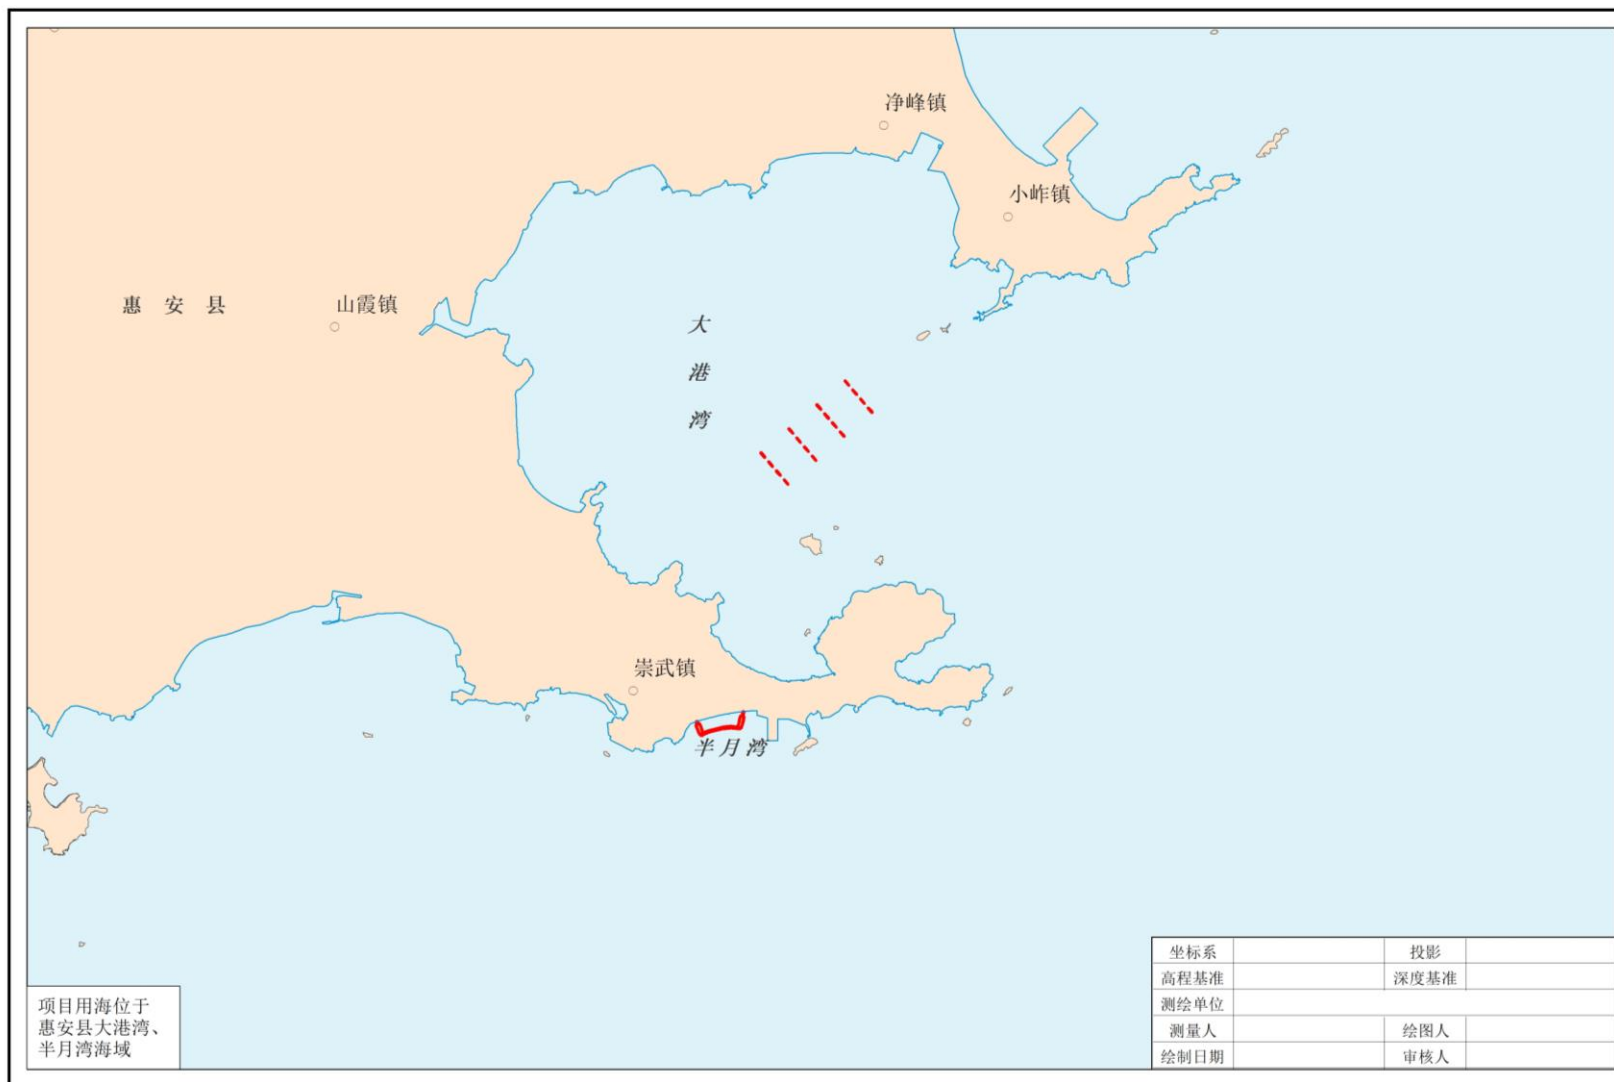 净峰镇
小岞镇
惠安县
山霞镇
大
港
湾
崇武镇
半月湾
项目用海位于
惠安县大港湾、
半月湾海域
坐标系 投影
高程基准 深度基准
测绘单位
测量人 绘图人
绘制日期 审核人